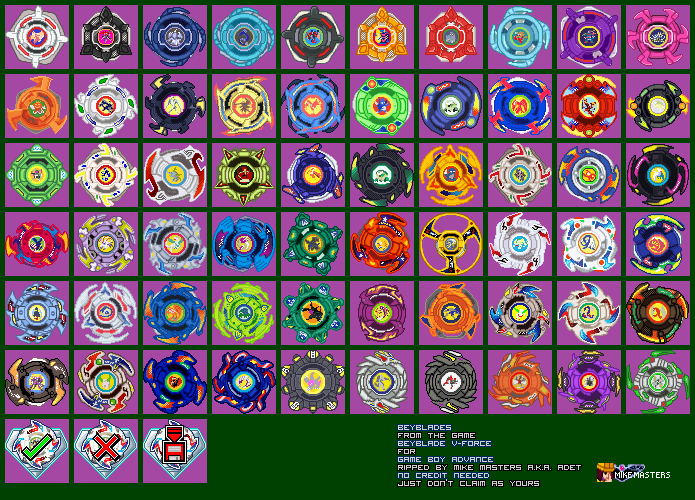 BEYBLADES
FROM THE GAME
BEYBLADE V-FORCE
FOR
GAME BOY ADVANCE
RIPPED BY MIKE MASTERS A.K.A. ADET
NO CREDIT NEEDED
JUST DON'T CLAIM AS YOURS
MIKEMASTERS